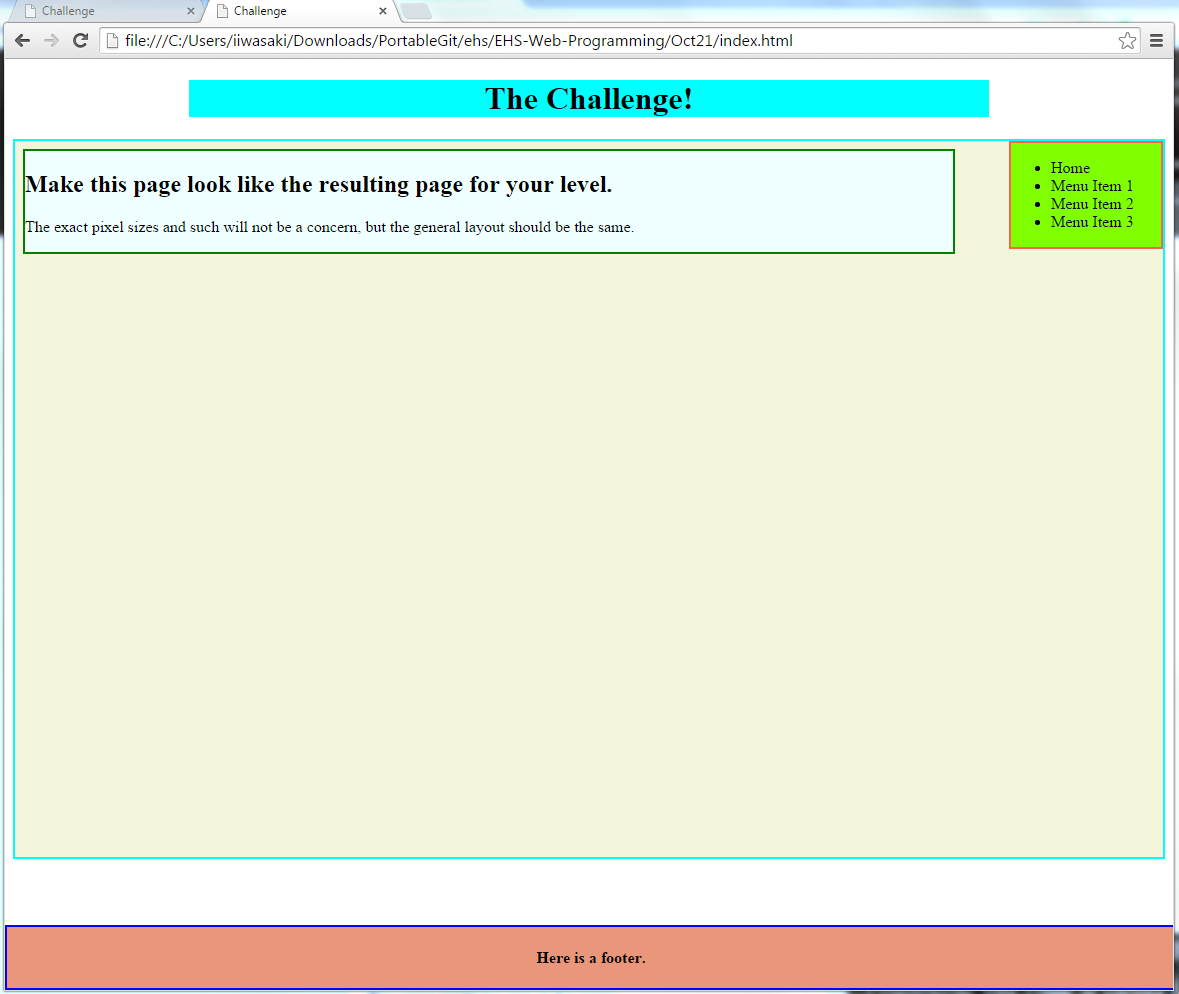 Challenge
Challenge
file:///C:/Users/iiwasaki/Downloads/PortableGit/ehs/EHS-Web-Programming/Oct21/index.html
The Challenge!
Make this page look like the resulting page for your level.
The exact pixel sizes and such will not be a concern, but the general layout should be the same.
Home
Menu Item 1
Menu Item 2
Menu Item 3
Here is a footer.